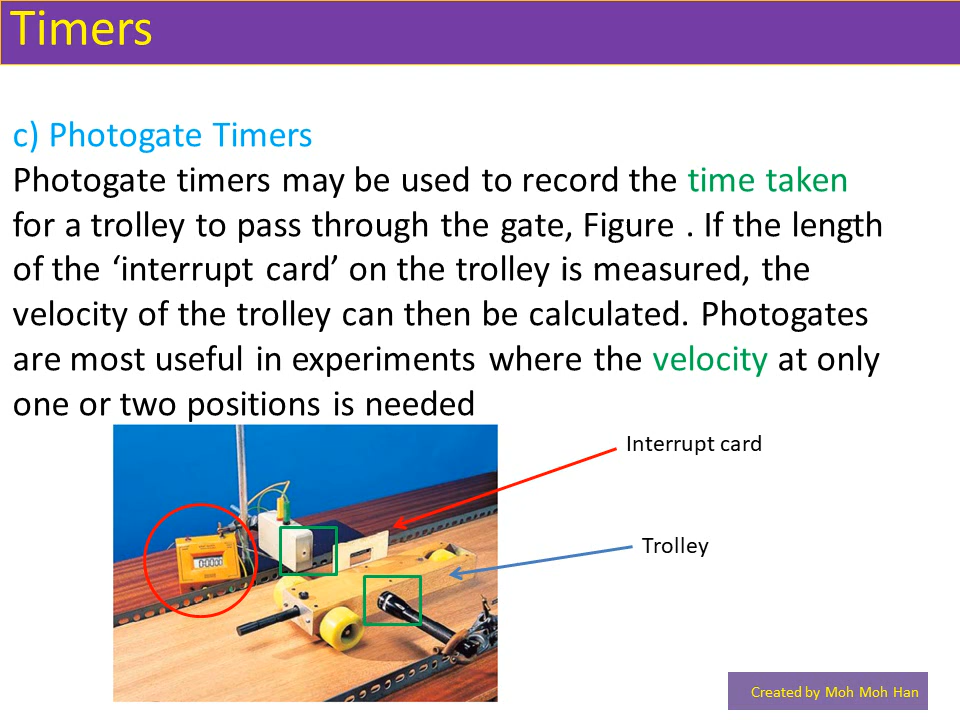 Timers
c) Photogate Timers
Photogate timers may be used to record the time taken
for a trolley to pass through the gate, Figure . If the length
of the ‘interrupt card’ on the trolley is measured, the
velocity of the trolley can then be calculated. Photogates
are most useful in experiments where the velocity at only
one or two positions is needed
Interrupt card
Trolley
Created by Moh Moh Han